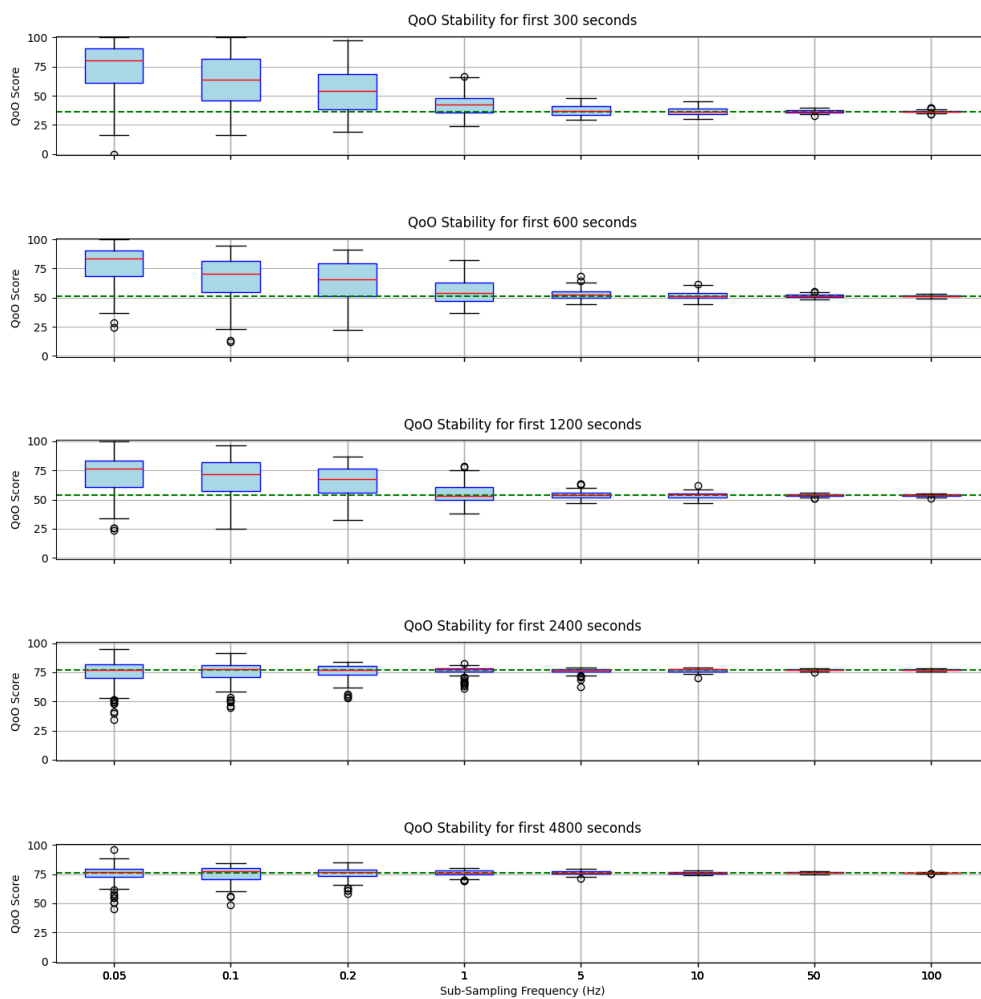 QoO Stability for first 300 seconds
QoO Score
100
75
50
25
0
QoO Stability for first 600 seconds
QoO Score
100
75
50
25
0
QoO Stability for first 1200 seconds
QoO Score
100
75
50
25
0
QoO Stability for first 2400 seconds
QoO Score
100
75
50
25
0
QoO Stability for first 4800 seconds
QoO Score
100
75
50
25
0
0.05 0.1 0.2 1 5 10 50 100
Sub-Sampling Frequency (Hz)